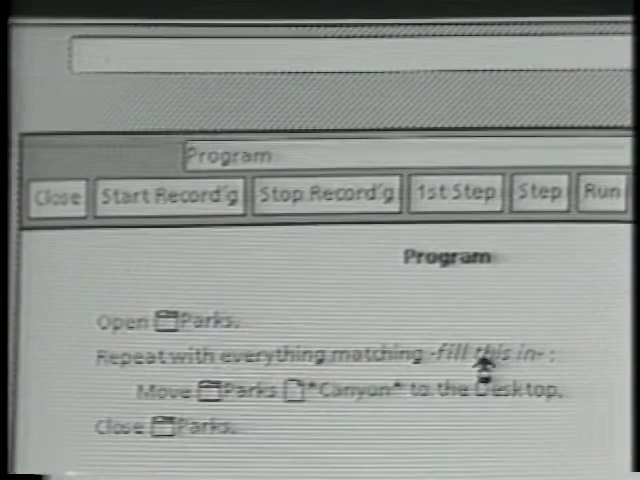 Program
Close Start Record'g Stop Record'g 1st Step Step Run
Program
Open Parks.
Repeat with everything matching -fill this in- :
Move Parks *Canyon* to the Desktop.
Close Parks.